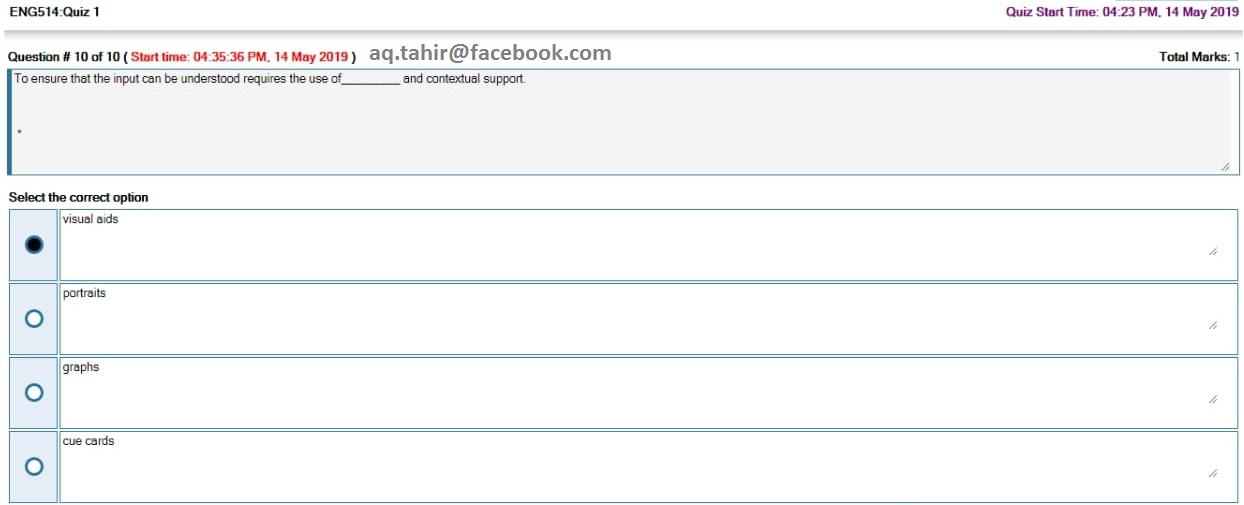 ENG514:Quiz 1 Quiz Start Time: 04:23 PM, 14 May 2019
Question # 10 of 10 ( Start time: 04:35:36 PM, 14 May 2019 ) aq.tahir@facebook.com Total Marks: 1
To ensure that the input can be understood requires the use of_________ and contextual support.
*
Select the correct option
visual aids
portraits
graphs
cue cards